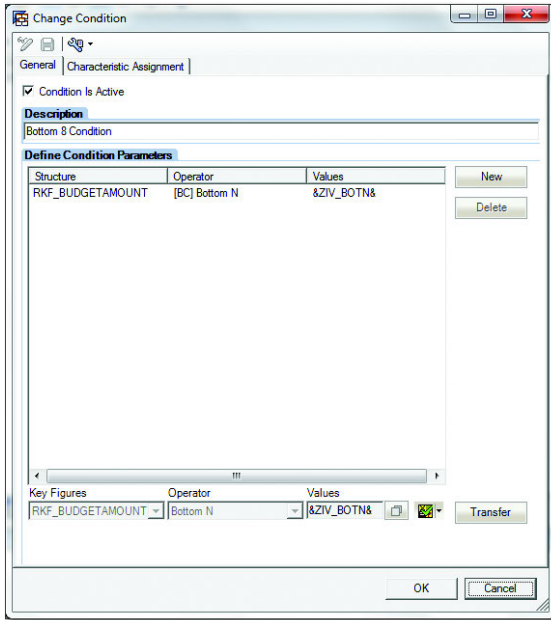 Change Condition
General Characteristic Assignment
Condition Is Active
Description
Bottom 8 Condition
Define Condition Parameters
Structure Operator Values New
RKF_BUDGETAMOUNT [BC] Bottom N &ZIV_BOTN&
Delete
Key Figures Operator Values
RKF_BUDGETAMOUNT Bottom N &ZIV_BOTN& Transfer
OK Cancel